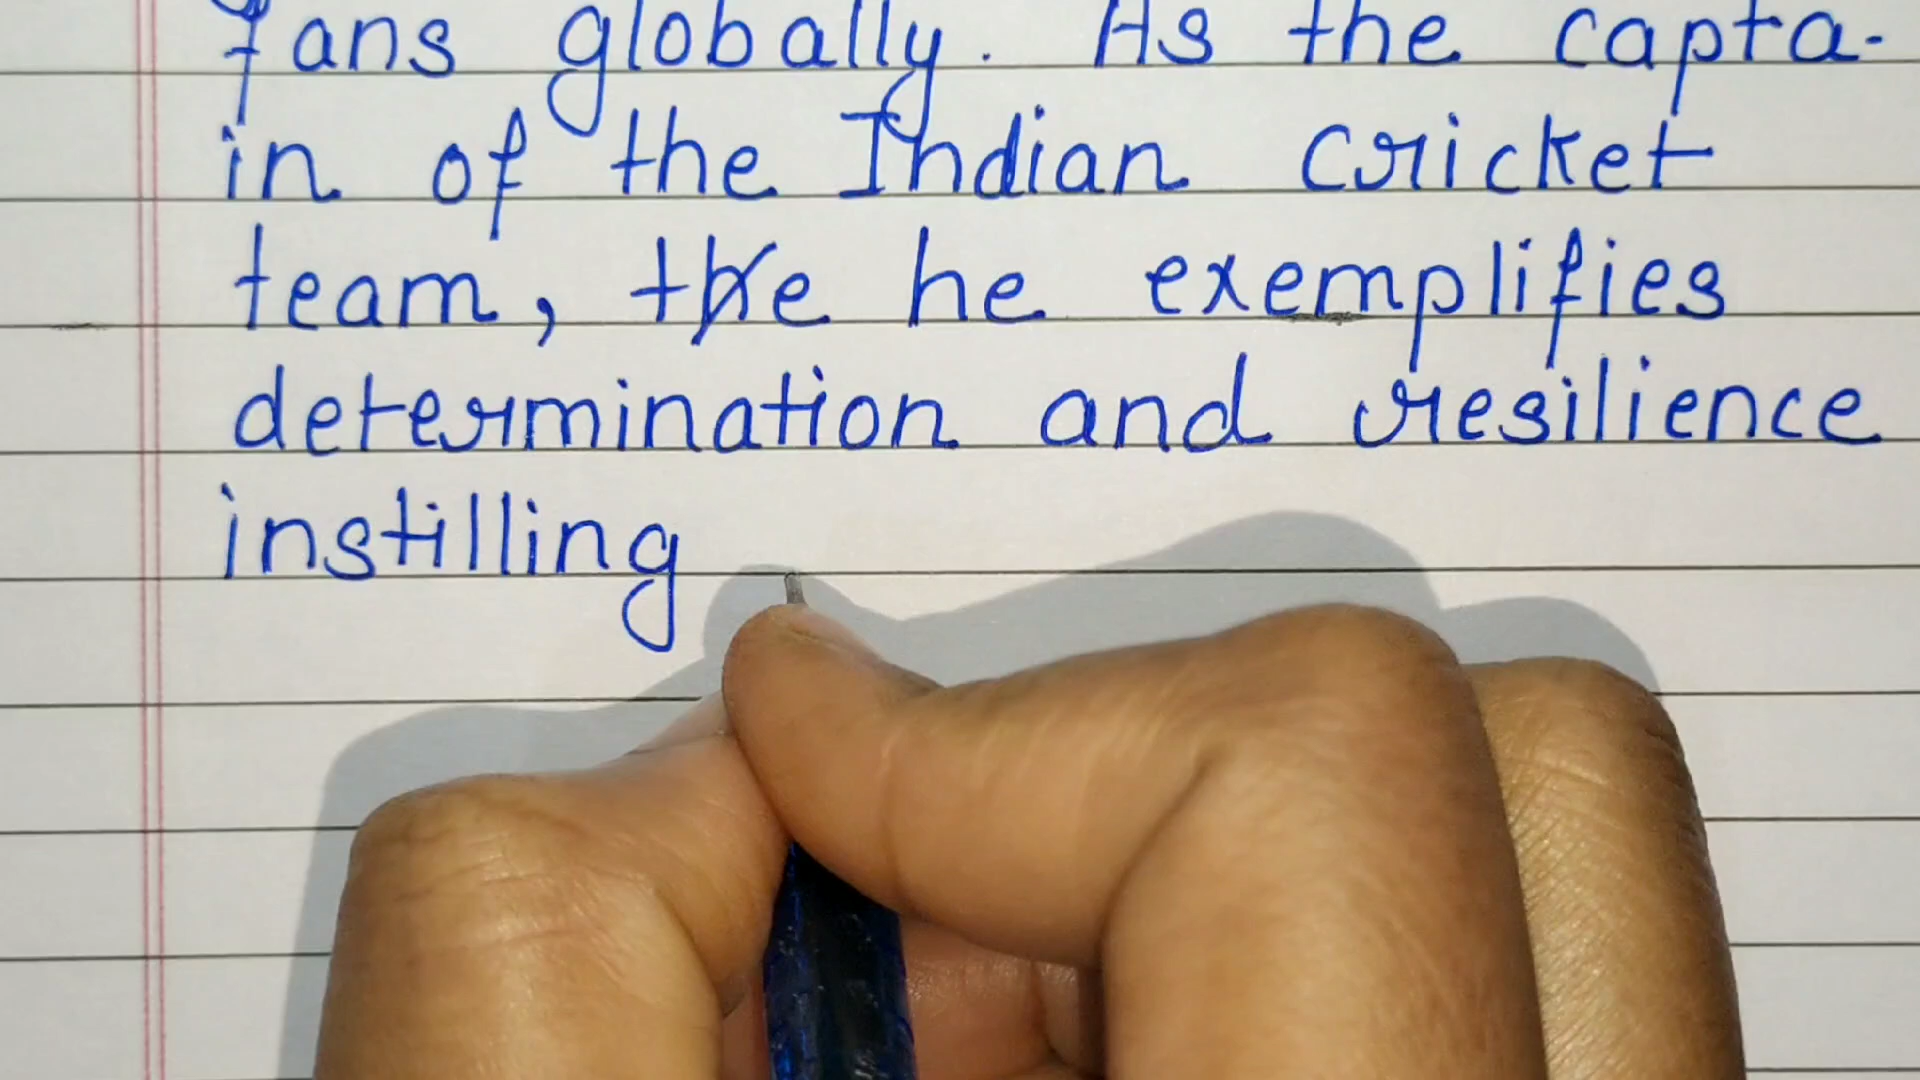 fans globally. As the capta-
in of the Indian cricket
team, the he exemplifies
determination and resilience
instilling